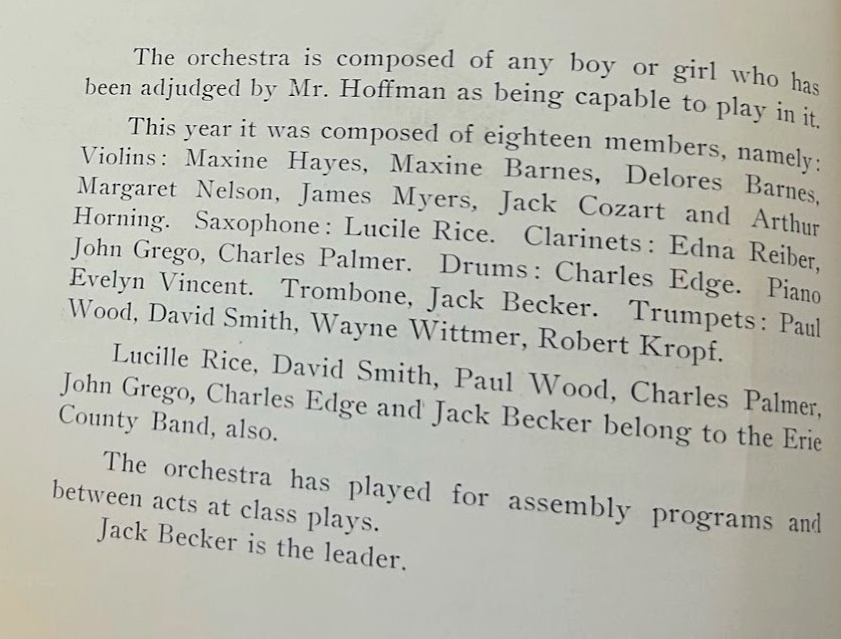 The orchestra is composed of any boy or girl who has
been adjudged by Mr. Hoffman as being capable to play in it.
This year it was composed of eighteen members, namely:
Violins: Maxine Hayes, Maxine Barnes, Delores Barnes,
Margaret Nelson, James Myers, Jack Cozart and Arthur
Horning. Saxophone: Lucile Rice. Clarinets: Edna Reiber,
John Grego, Charles Palmer. Drums: Charles Edge. Piano
Evelyn Vincent. Trombone, Jack Becker. Trumpets: Paul
Wood, David Smith, Wayne Wittmer, Robert Kropf.
Lucille Rice, David Smith, Paul Wood, Charles Palmer,
John Grego, Charles Edge and Jack Becker belong to the Erie
County Band, also.
The orchestra has played for assembly programs and
between acts at class plays.
Jack Becker is the leader.